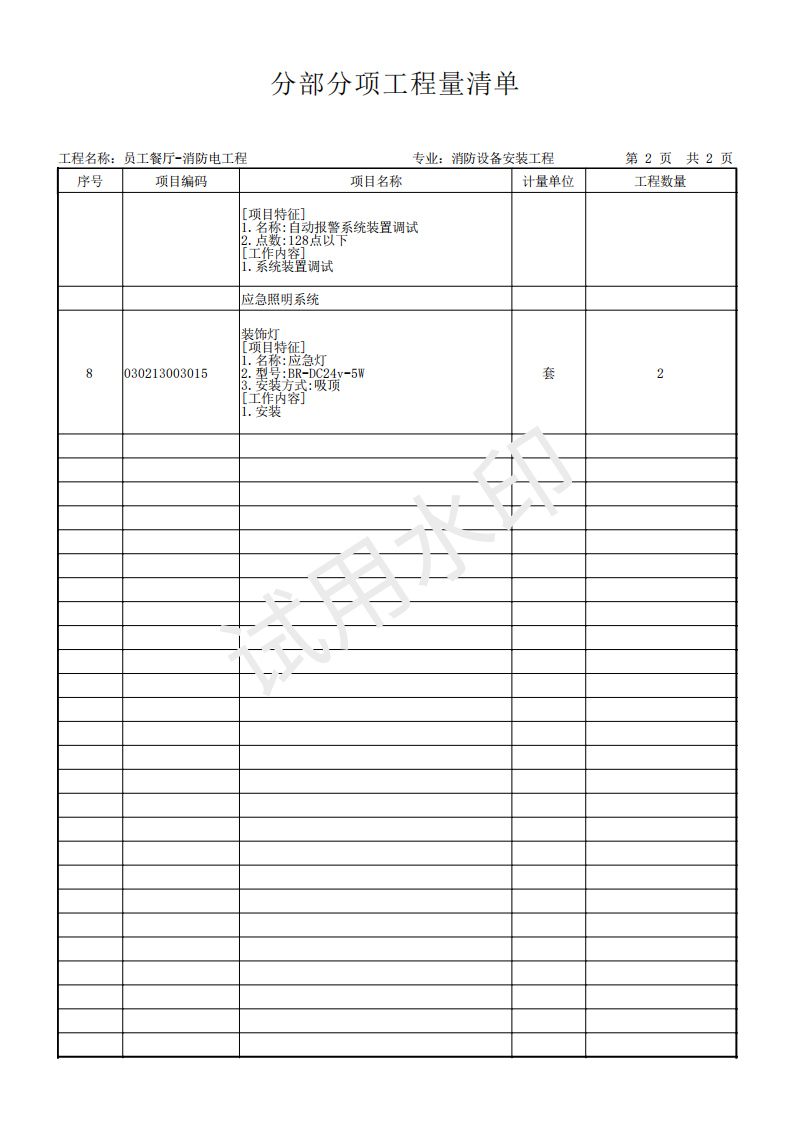 分部分项工程量清单
工程名称：员工餐厅-消防电工程 专业：消防设备安装工程 第 2 页 共 2 页
序号 项目编码 项目名称 计量单位 工程数量
[项目特征]
1.名称:自动报警系统装置调试
2.点数:128点以下
[工作内容]
1.系统装置调试
应急照明系统
装饰灯
[项目特征]
1.名称:应急灯
8 030213003015 2.型号:BR-DC24v-5W 套 2
3.安装方式:吸顶
[工作内容]
1.安装
试用水印